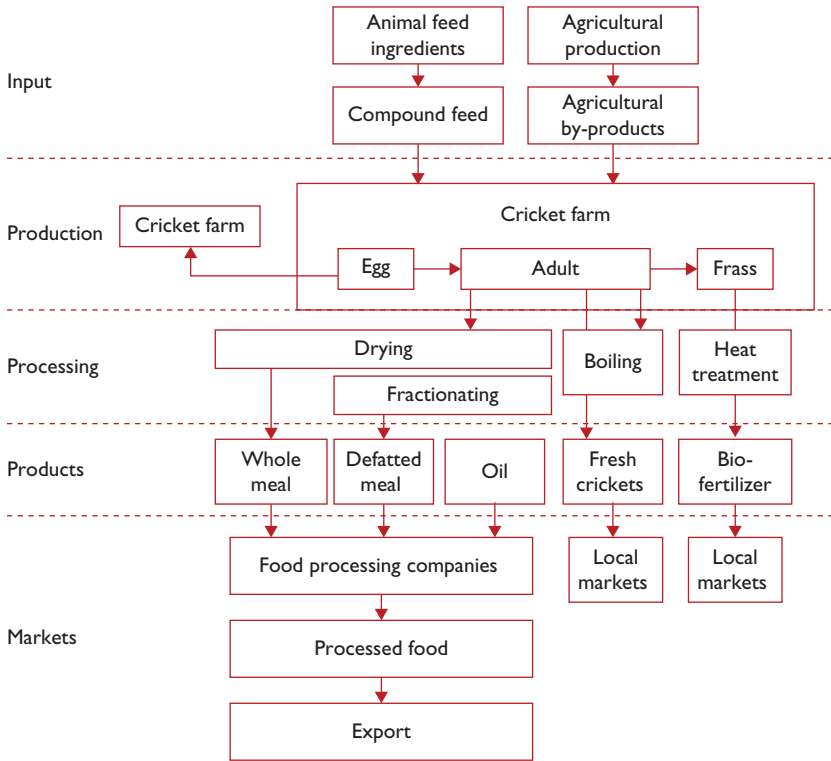 Animal feed
ingredients
Agricultural
production
Input
Compound feed
Agricultural
by-products
Cricket farm
Production
Cricket farm
Egg
Adult
Frass
Drying
Processing
Boiling
Heat
treatment
Fractionating
Products
Whole
meal
Defatted
meal
Oil
Fresh
crickets
Bio-
fertilizer
Food processing companies
Local
markets
Local
markets
Markets
Processed food
Export